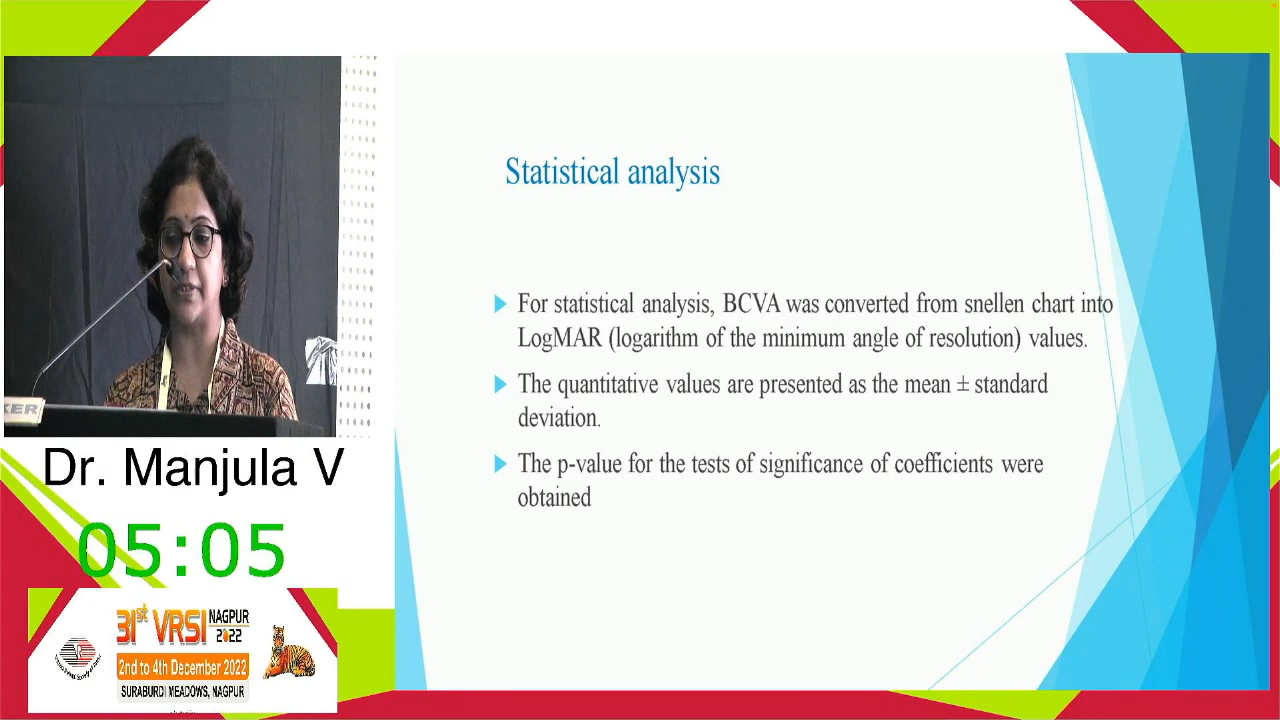 Statistical analysis
For statistical analysis, BCVA was converted from snellen chart into
LogMAR (logarithm of the minimum angle of resolution) values.
The quantitative values are presented as the mean ± standard
deviation.
The p-value for the tests of significance of coefficients were
obtained
KER
Dr. Manjula V
05:05
31st VRSI NAGPUR
2022
2nd to 4th December 2022
SURABURDI MEADOWS, NAGPUR